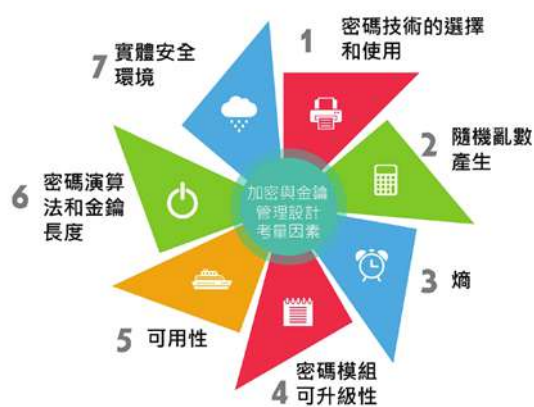 1 密碼技術的選擇
和使用
2 隨機亂數
產生
3 熵
密碼模組
4 可升級性
5 可用性
6 密碼演算
法和金鑰
長度
7 實體安全
環境
加密與金鑰
管理設計
考量因素